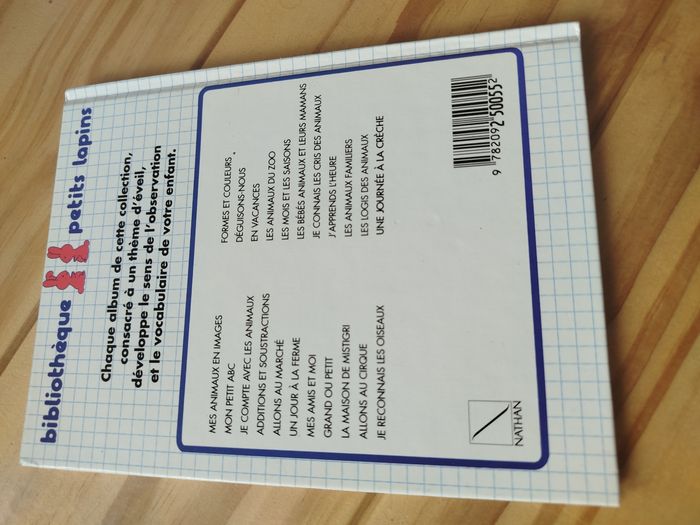 bibliothèque petits lapins
Chaque album de cette collection,
consacré à un thème d'éveil,
développe le sens de l'observation
et le vocabulaire de votre enfant.
MES ANIMAUX EN IMAGES
MON PETIT ABC
JE COMPTE AVEC LES ANIMAUX
ADDITIONS ET SOUSTRACTIONS
ALLONS AU MARCHÉ
UN JOUR À LA FERME
MES AMIS ET MOI
GRAND OU PETIT
LA MAISON DE MISTIGRI
ALLONS AU CIRQUE
JE RECONNAIS LES OISEAUX
FORMES ET COULEURS
DÉGUISONS-NOUS
EN VACANCES
LES ANIMAUX DU ZOO
LES MOIS ET LES SAISONS
LES BÉBÉS ANIMAUX ET LEURS MAMANS
JE CONNAIS LES CRIS DES ANIMAUX
J'APPRENDS L'HEURE
LES ANIMAUX FAMILIERS
LES LOGIS DES ANIMAUX
UNE JOURNÉE À LA CRÈCHE
NATHAN
9 782092 500552